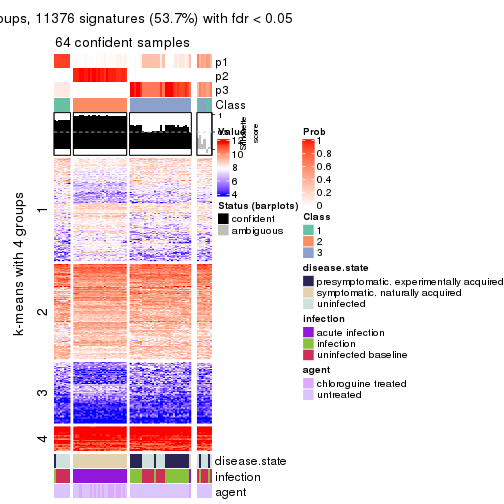 oups, 11376 signatures (53.7%) with fdr < 0.05
64 confident samples
p1
p2
p3
Class
1
Silhouette
score
Value
12
10
8
6
4
Prob
1
0.8
0.6
0.4
0.2
0
Status (barplots)
confident
ambiguous
Class
1
2
3
disease.state
presymptomatic, experimentally acquired
symptomatic, naturally acquired
uninfected
infection
acute infection
infection
uninfected baseline
agent
chloroguine treated
untreated
k-means with 4 groups
1
2
3
4
disease.state
infection
agent